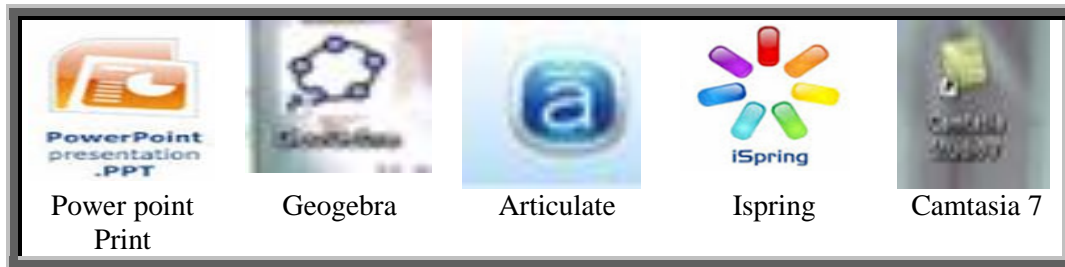 PowerPoint
presentation
.PPT
a
iSpring
Power point
Print
Geogebra
Articulate
Ispring
Camtasia 7